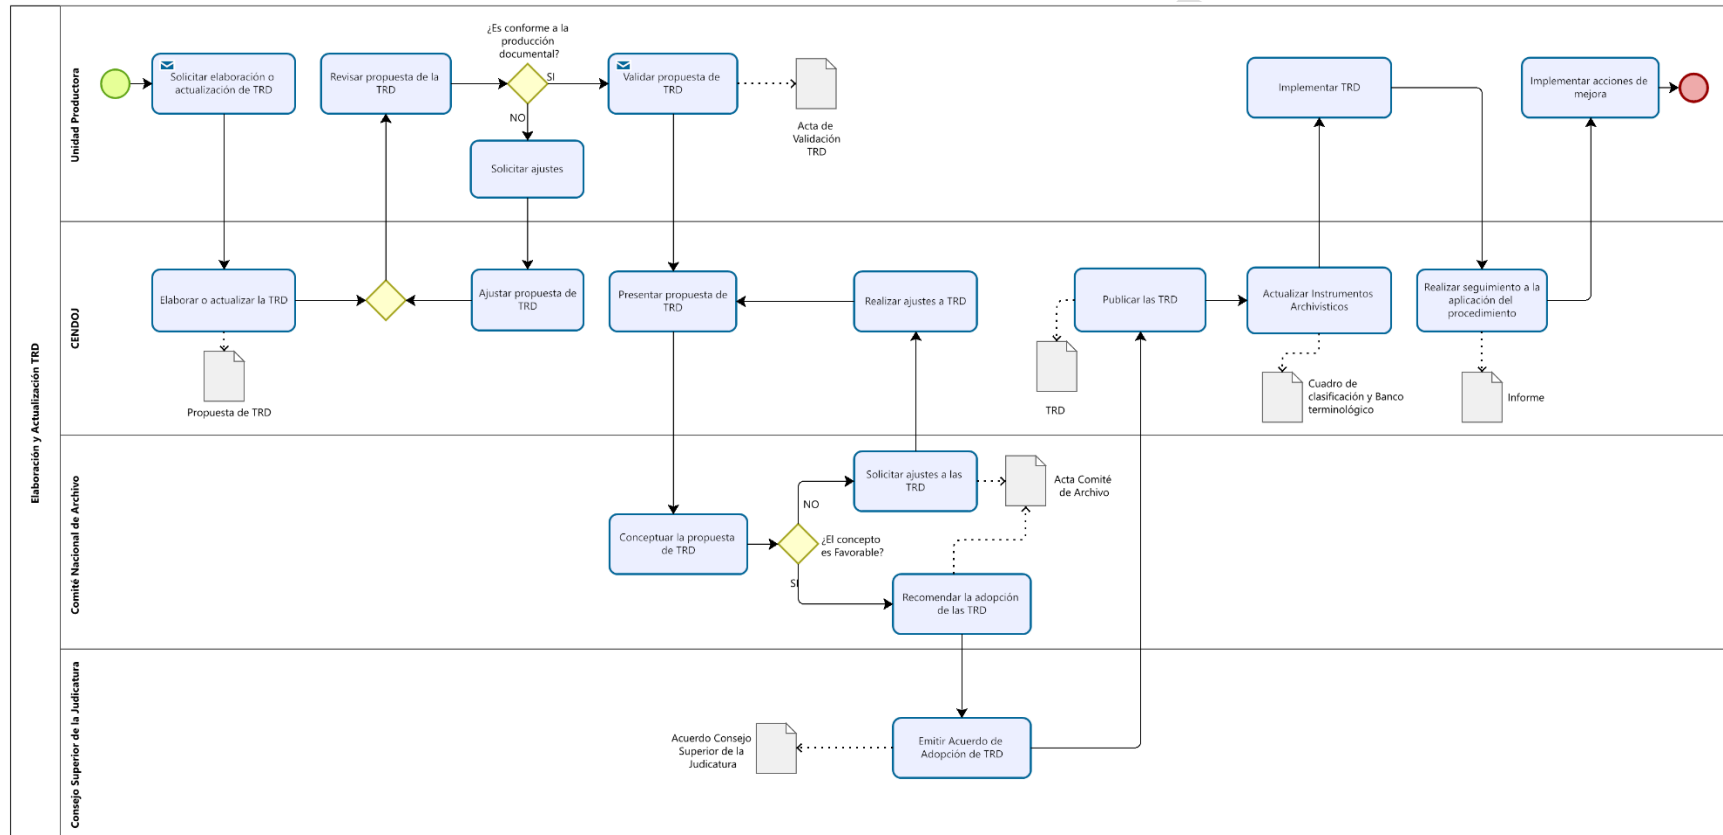 Elaboración y Actualización TRD
Unidad Productora
Solicitar elaboración o
actualización de TRD
Revisar propuesta de la
TRD
¿Es conforme a la
producción
documental?
SI
NO
Validar propuesta de
TRD
Acta de
Validación
TRD
Solicitar ajustes
Implementar TRD
Implementar acciones de
mejora
CENDOJ
Elaborar o actualizar la TRD
Propuesta de TRD
Ajustar propuesta de
TRD
Presentar propuesta de
TRD
Realizar ajustes a TRD
Publicar las TRD
TRD
Actualizar Instrumentos
Archivísticos
Cuadro de
clasificación y Banco
terminológico
Realizar seguimiento a la
aplicación del
procedimiento
Informe
Comité Nacional de Archivo
Conceptuar la propuesta
de TRD
¿El concepto
es Favorable?
NO
SI
Solicitar ajustes a las
TRD
Acta Comité
de Archivo
Recomendar la adopción
de las TRD
Consejo Superior de la Judicatura
Acuerdo Consejo
Superior de la
Judicatura
Emitir Acuerdo de
Adopción de TRD